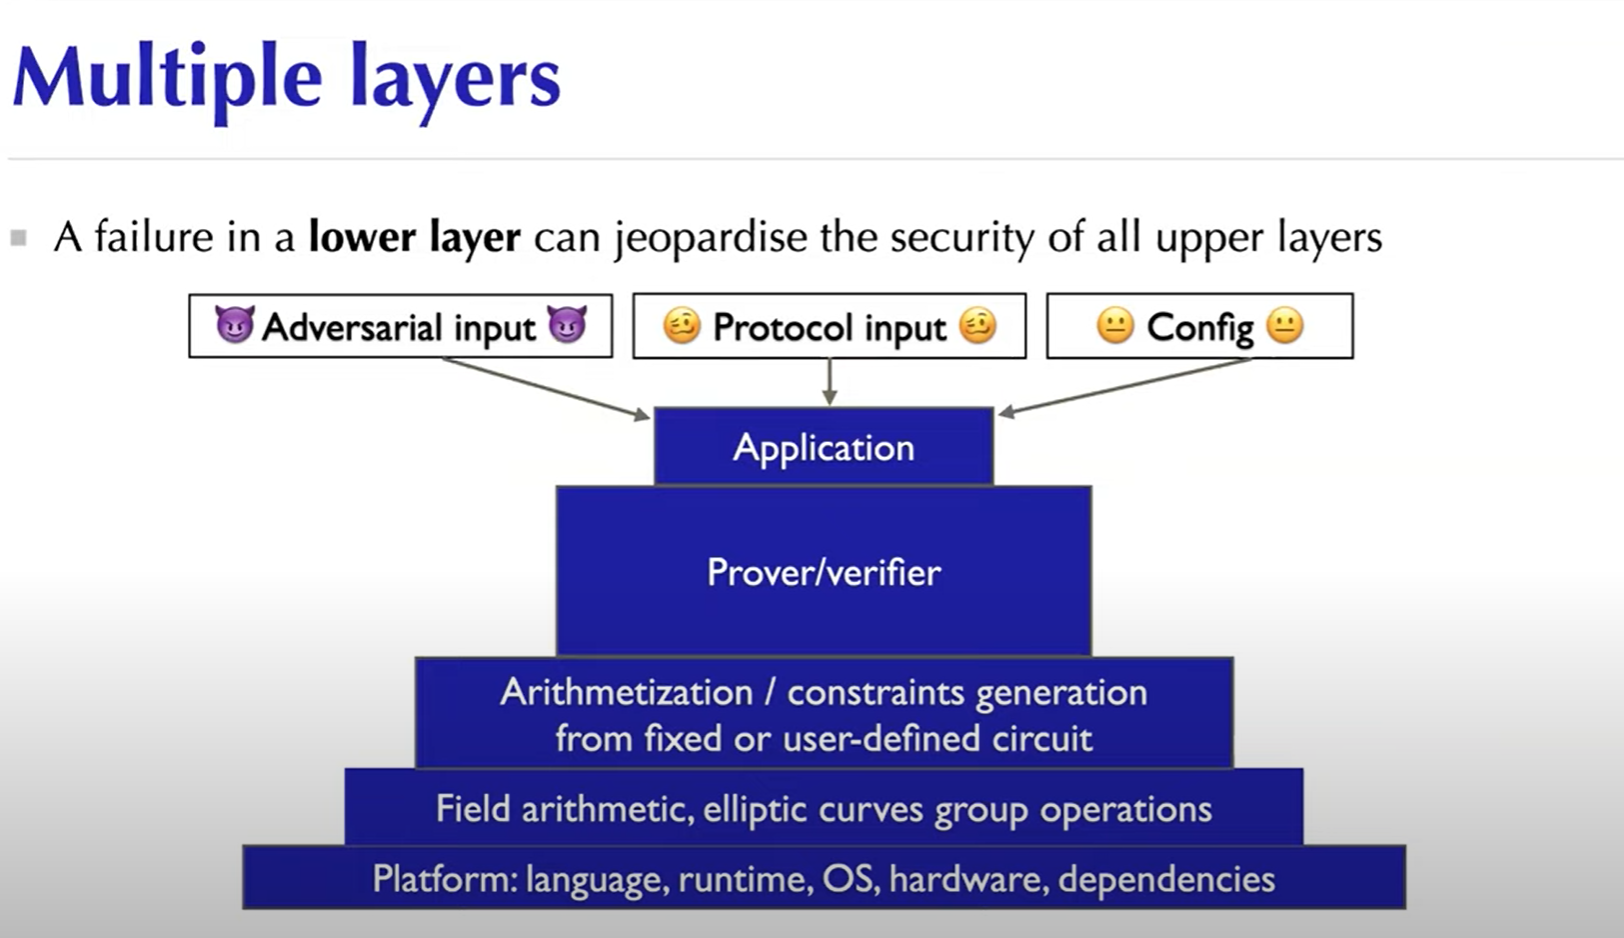 Multiple layers
A failure in a lower layer can jeopardise the security of all upper layers
😈 Adversarial input 😈
🥴 Protocol input 🥴
😐 Config 😐
Application
Prover/verifier
Arithmetization / constraints generation
from fixed or user-defined circuit
Field arithmetic, elliptic curves group operations
Platform: language, runtime, OS, hardware, dependencies